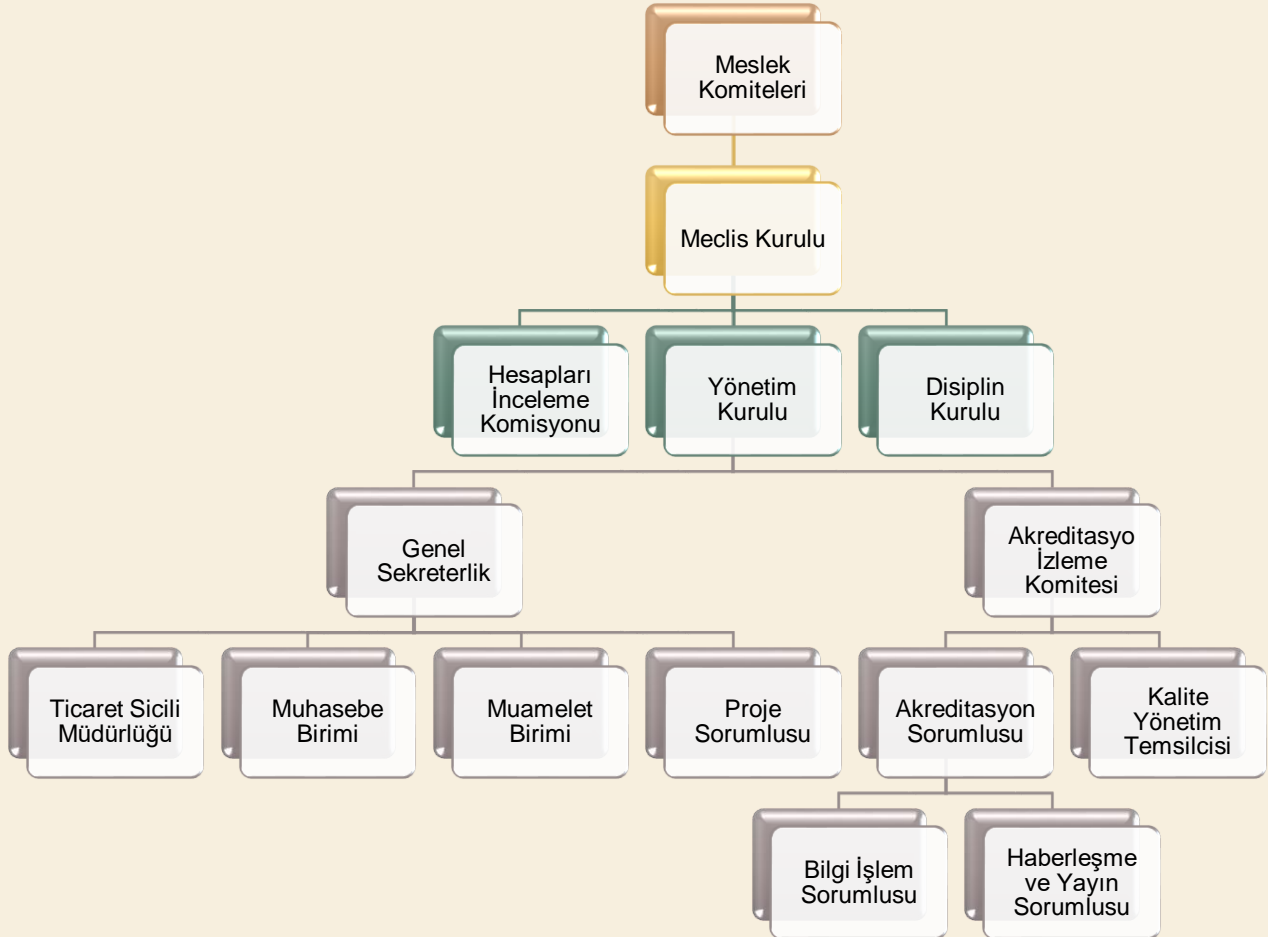 Meslek
Komiteleri
Meclis Kurulu
Hesapları
İnceleme
Komisyonu
Yönetim
Kurulu
Disiplin
Kurulu
Genel
Sekreterlik
Akreditasyo
İzleme
Komitesi
Ticaret Sicili
Müdürlüğü
Muhasebe
Birimi
Muamelet
Birimi
Proje
Sorumlusu
Akreditasyon
Sorumlusu
Kalite
Yönetim
Temsilcisi
Bilgi İşlem
Sorumlusu
Haberleşme
ve Yayın
Sorumlusu